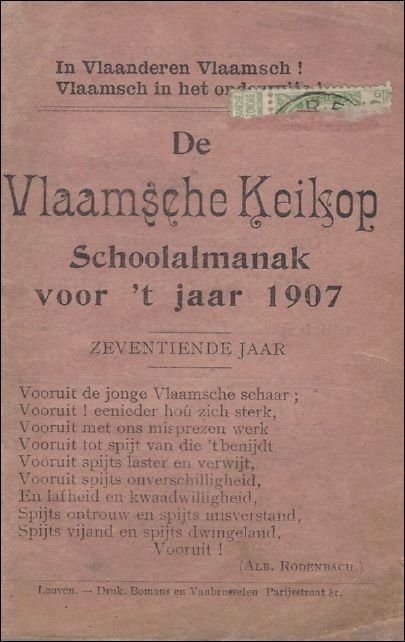 In Vlaanderen Vlaamsch !
Vlaamsch in het
De
Vlaamsche Keikop
Schoolalmanak
voor 't jaar 1907
ZEVENTIENDE JAAR
Vooruit de jonge Vlaamsche schaar ;
Vooruit ! eenieder hoû zich sterk,
Vooruit met ons misprezen werk
Vooruit tot spijt van die 'tbenijdt
Vooruit spijts laster en verwijt,
Vooruit spijts onverschilligheid,
En lafheid en kwaadwilligheid,
Spijts ontrouw en spijts misverstand,
Spijts vijand en spijts dwingeland,
Vooruit !
(ALB. RODENBACH.)
Leuven. — Druk. Bomans en Vanbrusselen Parijsstraat 81.